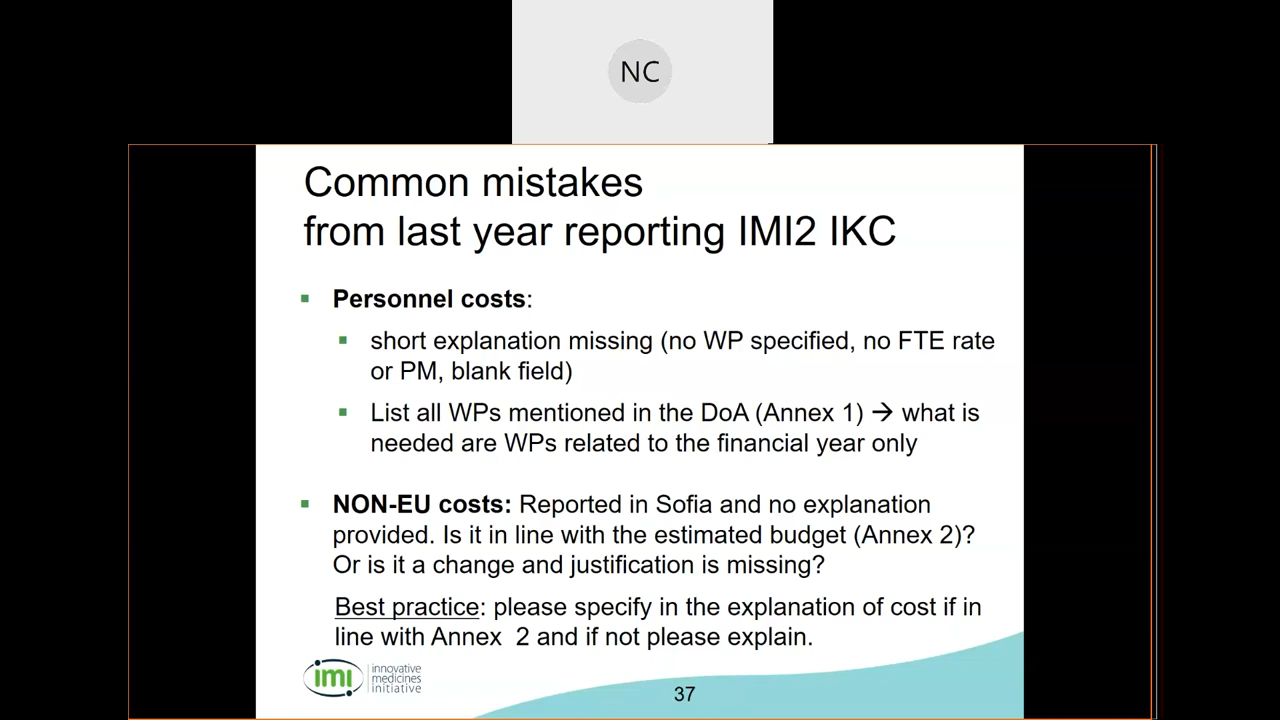 NC
Common mistakes
from last year reporting IMI2 IKC
Personnel costs:
short explanation missing (no WP specified, no FTE rate
or PM, blank field)
List all WPs mentioned in the DoA (Annex 1) → what is
needed are WPs related to the financial year only
NON-EU costs: Reported in Sofia and no explanation
provided. Is it in line with the estimated budget (Annex 2)?
Or is it a change and justification is missing?
Best practice: please specify in the explanation of cost if in
line with Annex  2 and if not please explain.
imi
innovative
medicines
initiative
37